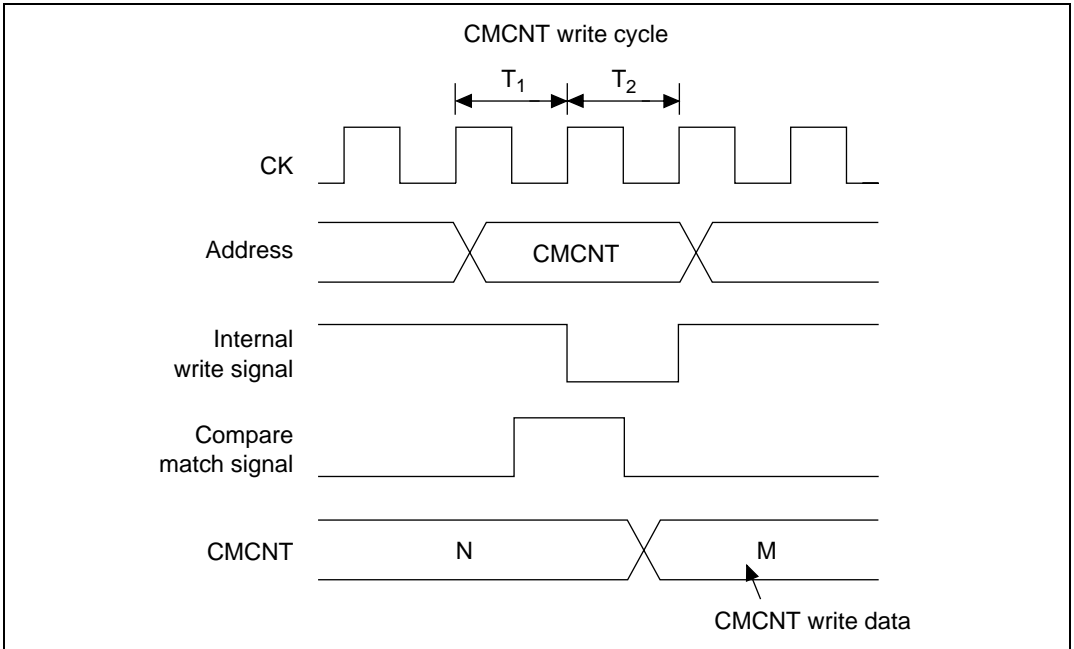 CMCNT write cycle
T1 T2
CK
Address CMCNT
Internal
write signal
Compare
match signal
CMCNT N M
CMCNT write data